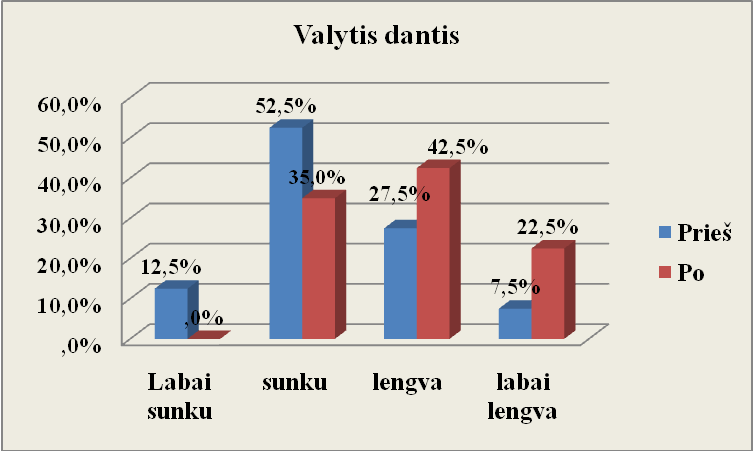 Valytis dantis
60,0%
50,0%
40,0%
30,0%
20,0%
10,0%
,0%
12,5%
,0%
52,5%
35,0%
27,5%
42,5%
7,5%
22,5%
Labai
sunku
sunku
lengva
labai
lengva
Prieš
Po